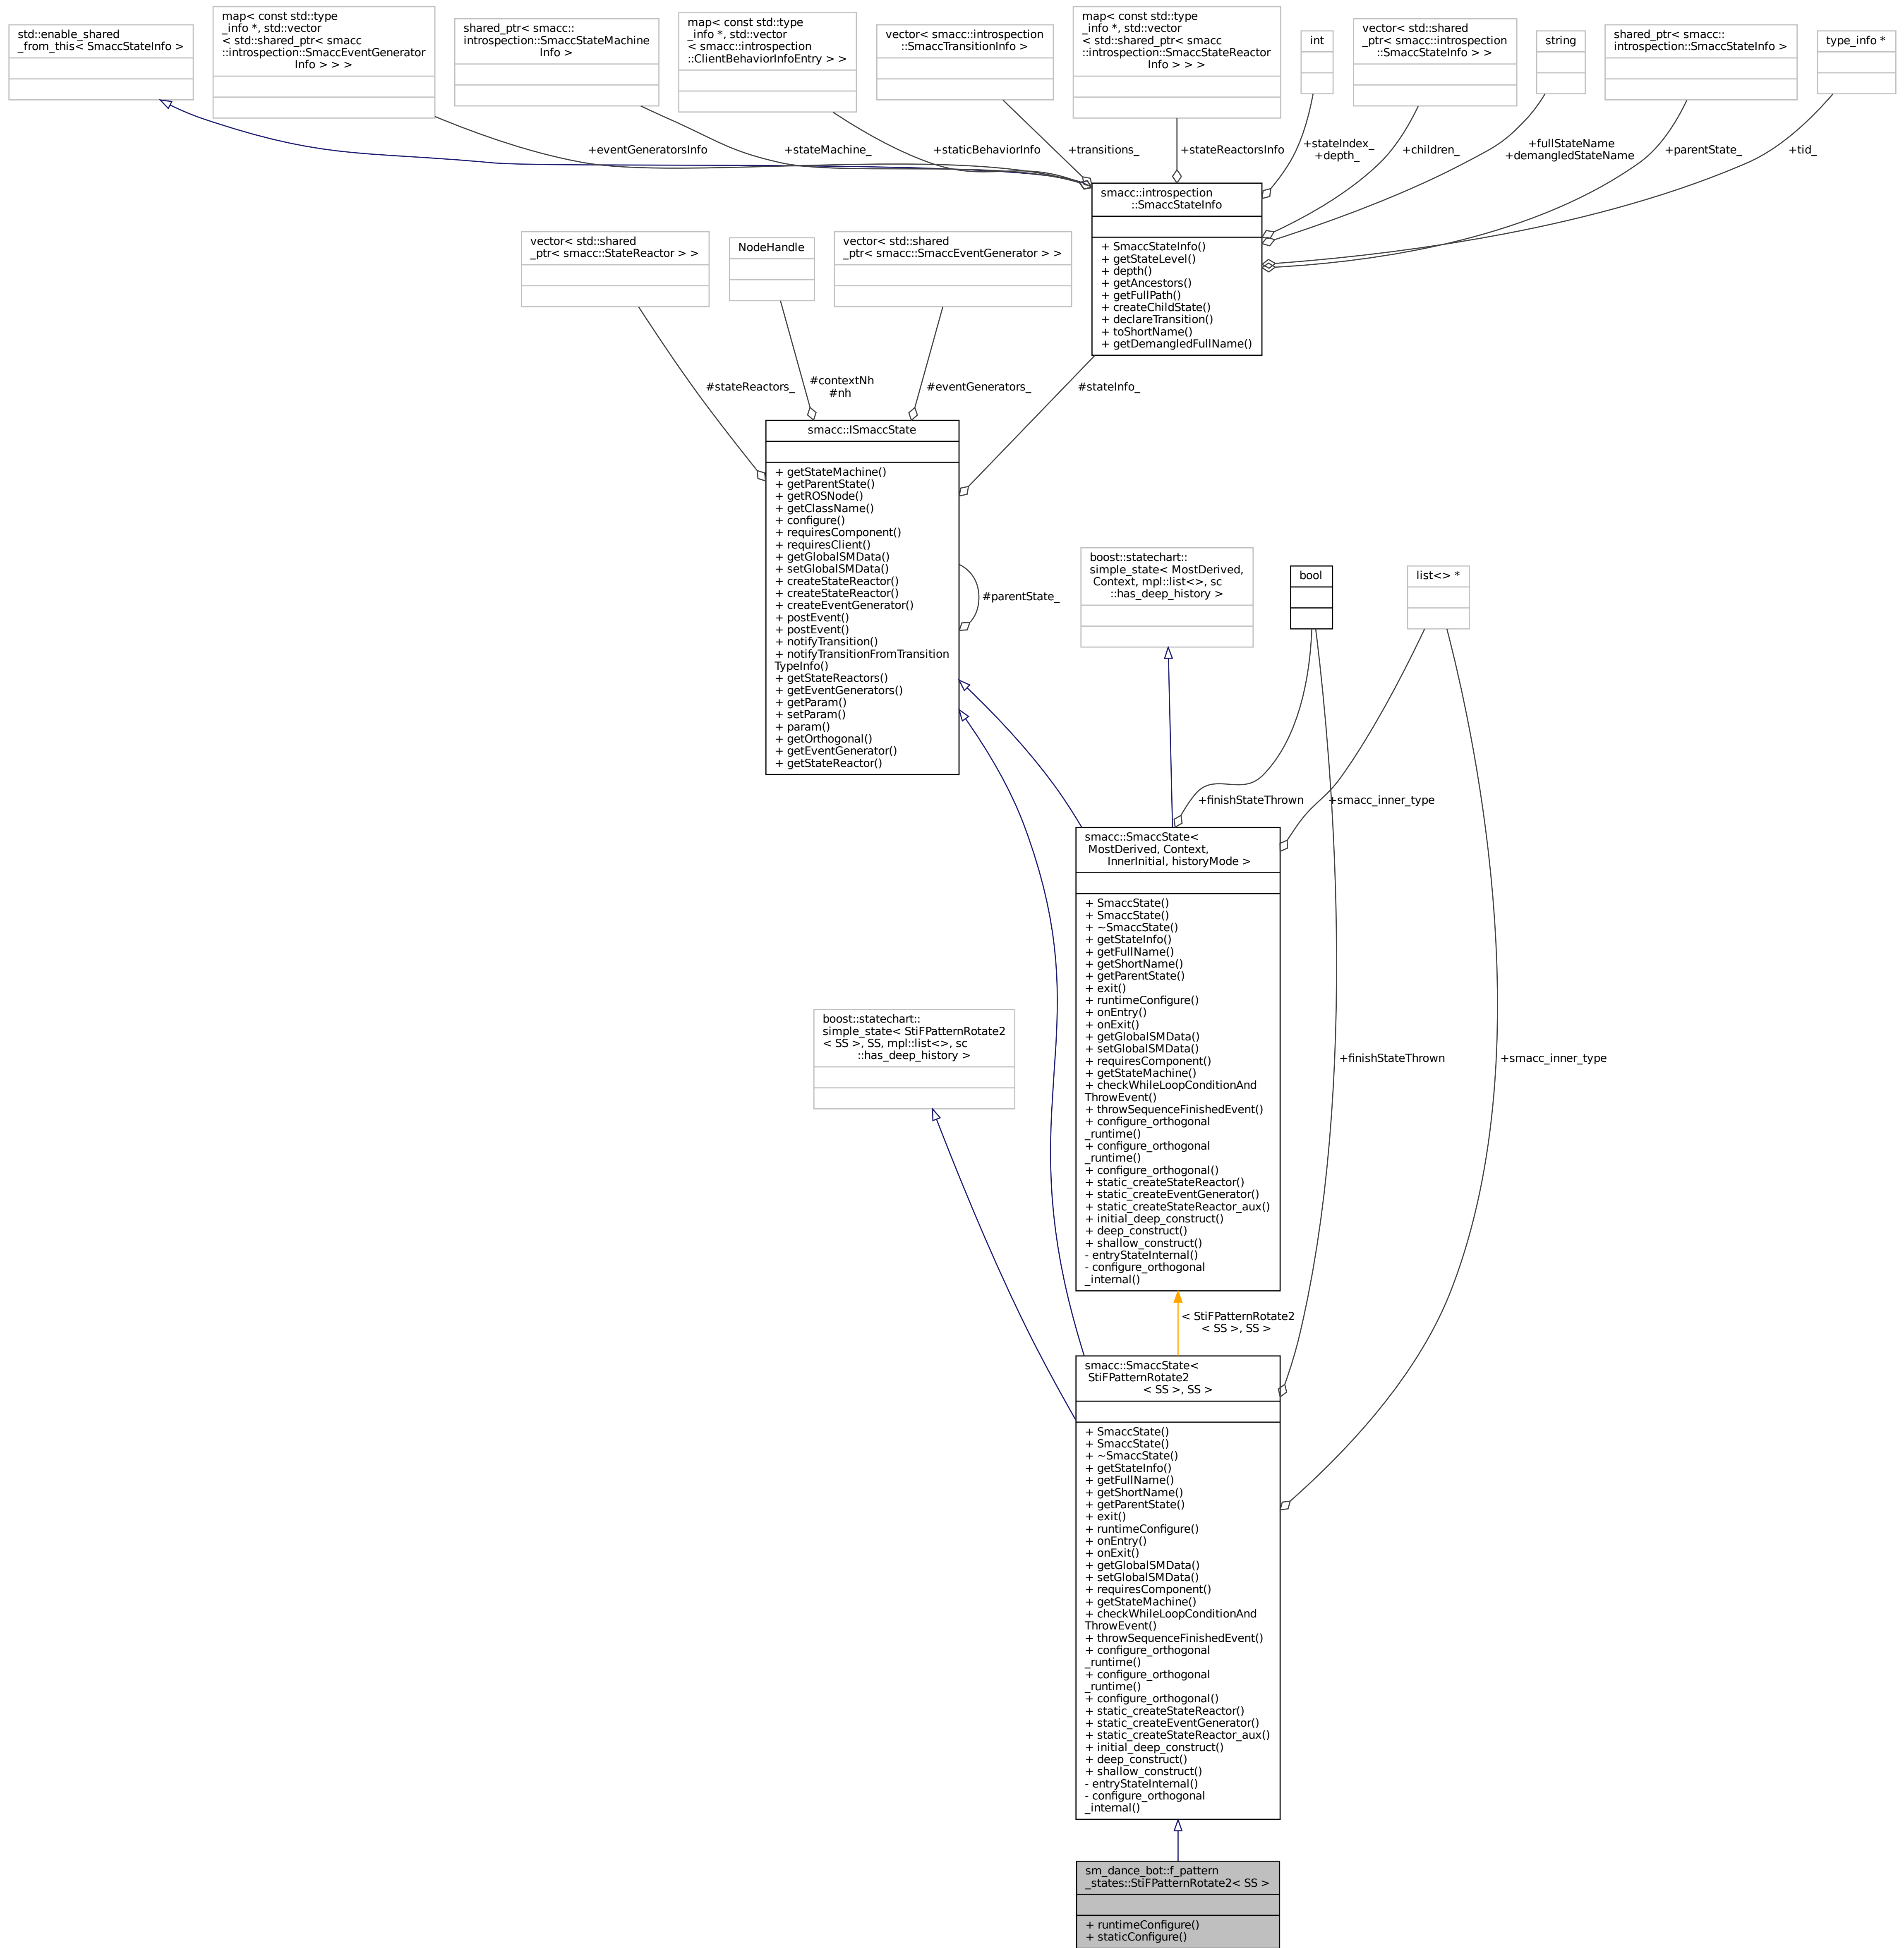 std::enable_shared
_from_this< SmaccStateInfo >
map< const std::type
_info *, std::vector
< std::shared_ptr< smacc
::introspection::SmaccEventGenerator
Info > > >
shared_ptr< smacc::
introspection::SmaccStateMachine
Info >
map< const std::type
_info *, std::vector
< smacc::introspection
::ClientBehaviorInfoEntry > >
vector< smacc::introspection
::SmaccTransitionInfo >
map< const std::type
_info *, std::vector
< std::shared_ptr< smacc
::introspection::SmaccStateReactor
Info > > >
int
vector< std::shared
_ptr< smacc::introspection
::SmaccStateInfo > >
string
shared_ptr< smacc::
introspection::SmaccStateInfo >
type_info *
+eventGeneratorsInfo
+stateMachine_
+staticBehaviorInfo
+transitions_
+stateReactorsInfo
+stateIndex_
+depth_
+children_
+fullStateName
+demangledStateName
+parentState_
+tid_
smacc::introspection
::SmaccStateInfo
+ SmaccStateInfo()
+ getStateLevel()
+ depth()
+ getAncestors()
+ getFullPath()
+ createChildState()
+ declareTransition()
+ toShortName()
+ getDemangledFullName()
vector< std::shared
_ptr< smacc::StateReactor > >
NodeHandle
vector< std::shared
_ptr< smacc::SmaccEventGenerator > >
#stateReactors_
#contextNh
#nh
#eventGenerators_
#stateInfo_
smacc::ISmaccState
+ getStateMachine()
+ getParentState()
+ getROSNode()
+ getClassName()
+ configure()
+ requiresComponent()
+ requiresClient()
+ getGlobalSMData()
+ setGlobalSMData()
+ createStateReactor()
+ createStateReactor()
+ createEventGenerator()
+ postEvent()
+ postEvent()
+ notifyTransition()
+ notifyTransitionFromTransition
TypeInfo()
+ getStateReactors()
+ getEventGenerators()
+ getParam()
+ setParam()
+ param()
+ getOrthogonal()
+ getEventGenerator()
+ getStateReactor()
#parentState_
boost::statechart::
simple_state< MostDerived,
Context, mpl::list<>, sc
::has_deep_history >
bool
list<> *
+finishStateThrown
+smacc_inner_type
smacc::SmaccState<
MostDerived, Context,
InnerInitial, historyMode >
+ SmaccState()
+ SmaccState()
+ ~SmaccState()
+ getStateInfo()
+ getFullName()
+ getShortName()
+ getParentState()
+ exit()
+ runtimeConfigure()
+ onEntry()
+ onExit()
+ getGlobalSMData()
+ setGlobalSMData()
+ requiresComponent()
+ getStateMachine()
+ checkWhileLoopConditionAnd
ThrowEvent()
+ throwSequenceFinishedEvent()
+ configure_orthogonal
_runtime()
+ configure_orthogonal
_runtime()
+ configure_orthogonal()
+ static_createStateReactor()
+ static_createEventGenerator()
+ static_createStateReactor_aux()
+ initial_deep_construct()
+ deep_construct()
+ shallow_construct()
- entryStateInternal()
- configure_orthogonal
_internal()
boost::statechart::
simple_state< StiFPatternRotate2
< SS >, SS, mpl::list<>, sc
::has_deep_history >
+finishStateThrown
+smacc_inner_type
< StiFPatternRotate2
< SS >, SS >
smacc::SmaccState<
StiFPatternRotate2
< SS >, SS >
+ SmaccState()
+ SmaccState()
+ ~SmaccState()
+ getStateInfo()
+ getFullName()
+ getShortName()
+ getParentState()
+ exit()
+ runtimeConfigure()
+ onEntry()
+ onExit()
+ getGlobalSMData()
+ setGlobalSMData()
+ requiresComponent()
+ getStateMachine()
+ checkWhileLoopConditionAnd
ThrowEvent()
+ throwSequenceFinishedEvent()
+ configure_orthogonal
_runtime()
+ configure_orthogonal
_runtime()
+ configure_orthogonal()
+ static_createStateReactor()
+ static_createEventGenerator()
+ static_createStateReactor_aux()
+ initial_deep_construct()
+ deep_construct()
+ shallow_construct()
- entryStateInternal()
- configure_orthogonal
_internal()
sm_dance_bot::f_pattern
_states::StiFPatternRotate2< SS >
+ runtimeConfigure()
+ staticConfigure()